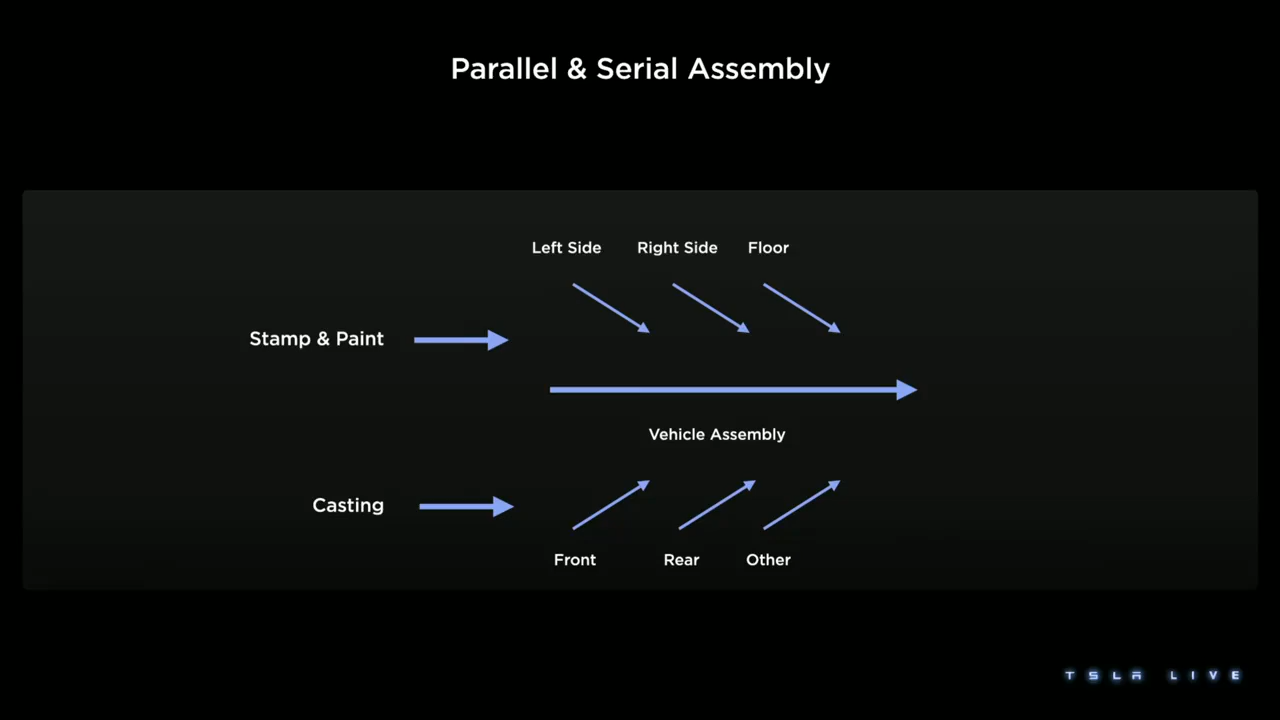 Parallel & Serial Assembly
Left Side
Right Side
Floor
Stamp & Paint
Vehicle Assembly
Casting
Front
Rear
Other
TSLA LIVE